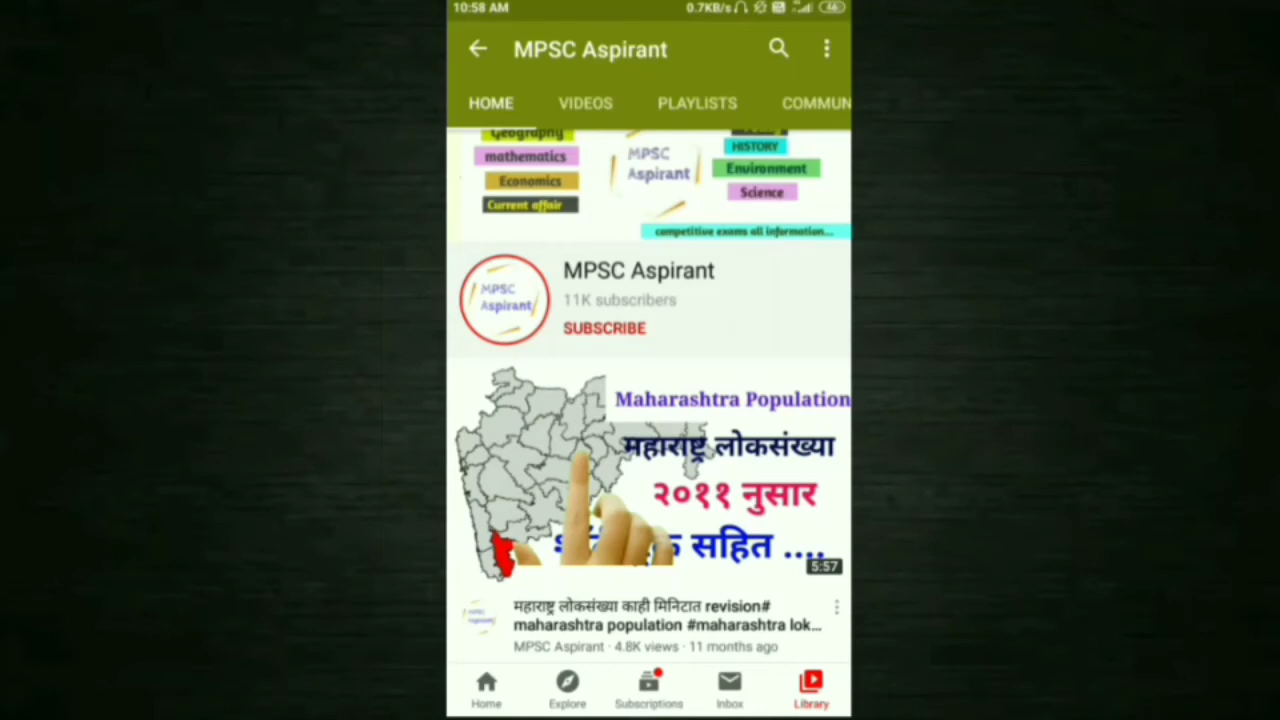 10:58 AM
0.7KB/s
46
MPSC Aspirant
HOME VIDEOS PLAYLISTS COMMUN
Geography
mathematics
Economics
Current affair
MPSC
Aspirant
HISTORY
Environment
Science
competitive exams all information...
MPSC
Aspirant
MPSC Aspirant
11K subscribers
SUBSCRIBE
Maharashtra Population
महाराष्ट्र लोकसंख्या
२०११ नुसार
सहित ....
5:57
महाराष्ट्र लोकसंख्या काही मिनिटात revision#
maharashtra population #maharashtra lok...
MPSC Aspirant · 4.8K views · 11 months ago
Home Explore Subscriptions Inbox Library